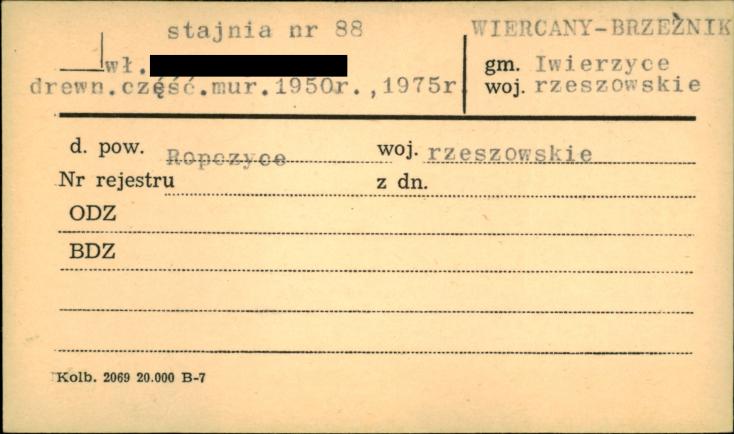 stajnia nr 88
wł.
drewn.część.mur.1950r.,1975r.
WIERCANY-BRZEŹNIK
gm. Iwierzyce
woj. rzeszowskie
d. pow. Ropczyce woj. rzeszowskie
Nr rejestru z dn.
ODZ
BDZ
Kolb. 2069 20.000 B-7